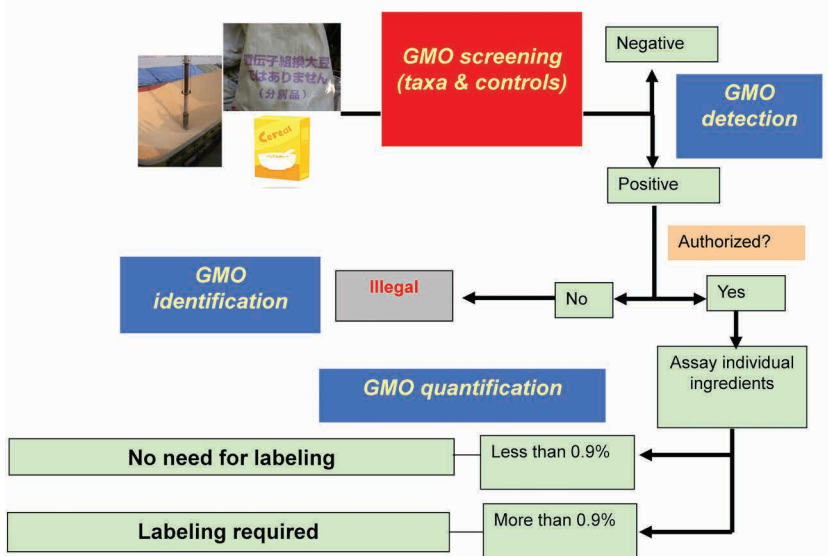 遺伝子組換大豆
ではありません
(分別品)
Cereal
GMO screening
(taxa & controls)
Negative
GMO
detection
Positive
Authorized?
GMO
identification
Illegal
No
Yes
Assay individual
ingredients
GMO quantification
No need for labeling
Less than 0.9%
Labeling required
More than 0.9%